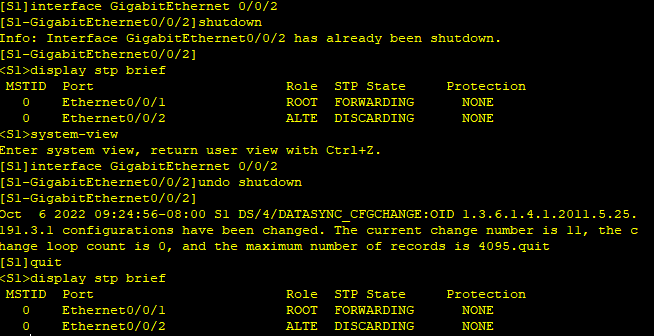 [S1]interface GigabitEthernet 0/0/2
[S1-GigabitEthernet0/0/2]shutdown
Info: Interface GigabitEthernet0/0/2 has already been shutdown.
[S1-GigabitEthernet0/0/2]
<S1>display stp brief
MSTID Port Role STP State Protection
0 Ethernet0/0/1 ROOT FORWARDING NONE
0 Ethernet0/0/2 ALTE DISCARDING NONE
<S1>system-view
Enter system view, return user view with Ctrl+Z.
[S1]interface GigabitEthernet 0/0/2
[S1-GigabitEthernet0/0/2]undo shutdown
[S1-GigabitEthernet0/0/2]
Oct 6 2022 09:24:56-08:00 S1 DS/4/DATASYNC_CFGCHANGE:OID 1.3.6.1.4.1.2011.5.25.
191.3.1 configurations have been changed. The current change number is 11, the c
hange loop count is 0, and the maximum number of records is 4095.quit
[S1]quit
<S1>display stp brief
MSTID Port Role STP State Protection
0 Ethernet0/0/1 ROOT FORWARDING NONE
0 Ethernet0/0/2 ALTE DISCARDING NONE